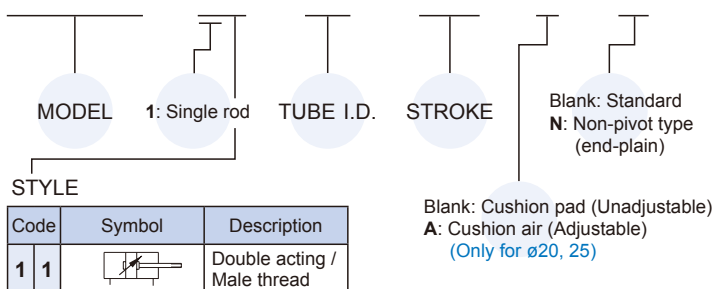 MODEL
1: Single rod
TUBE I.D.
STROKE
Blank: Standard
N: Non-pivot type
(end-plain)
STYLE
Blank: Cushion pad (Unadjustable)
A: Cushion air (Adjustable)
(Only for ø20, 25)
Code Symbol Description
1 1 Double acting /
Male thread